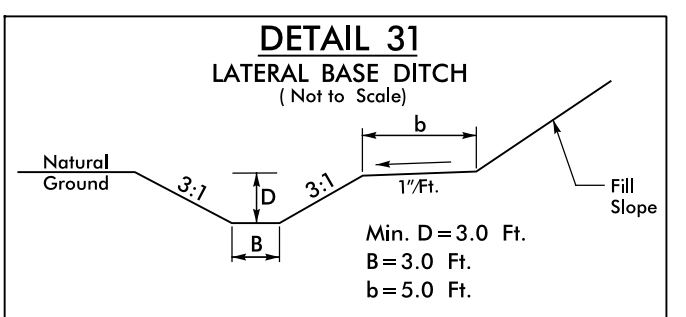 DETAIL 31
LATERAL BASE DITCH
( Not to Scale)
b
Natural
Ground
3:1
D
3:1
1"/Ft.
Fill
Slope
B
Min. D = 3.0 Ft.
B = 3.0 Ft.
b = 5.0 Ft.